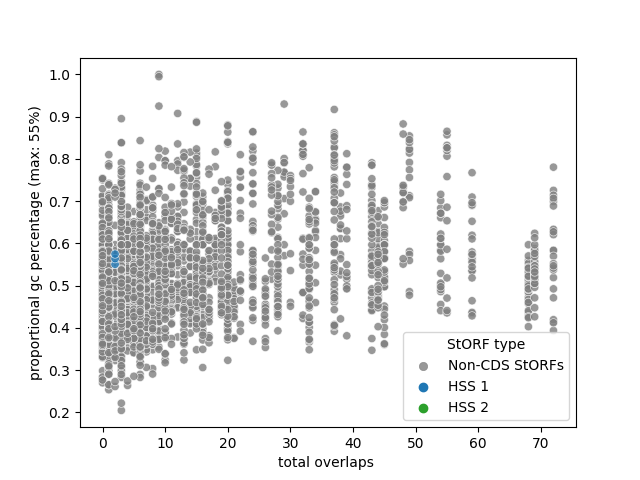 1.0
0.9
0.8
0.7
0.6
0.5
0.4
0.3
0.2
proportional gc percentage (max: 55%)
StORF type
Non-CDS StORFs
HSS 1
HSS 2
0 10 20 30 40 50 60 70
total overlaps